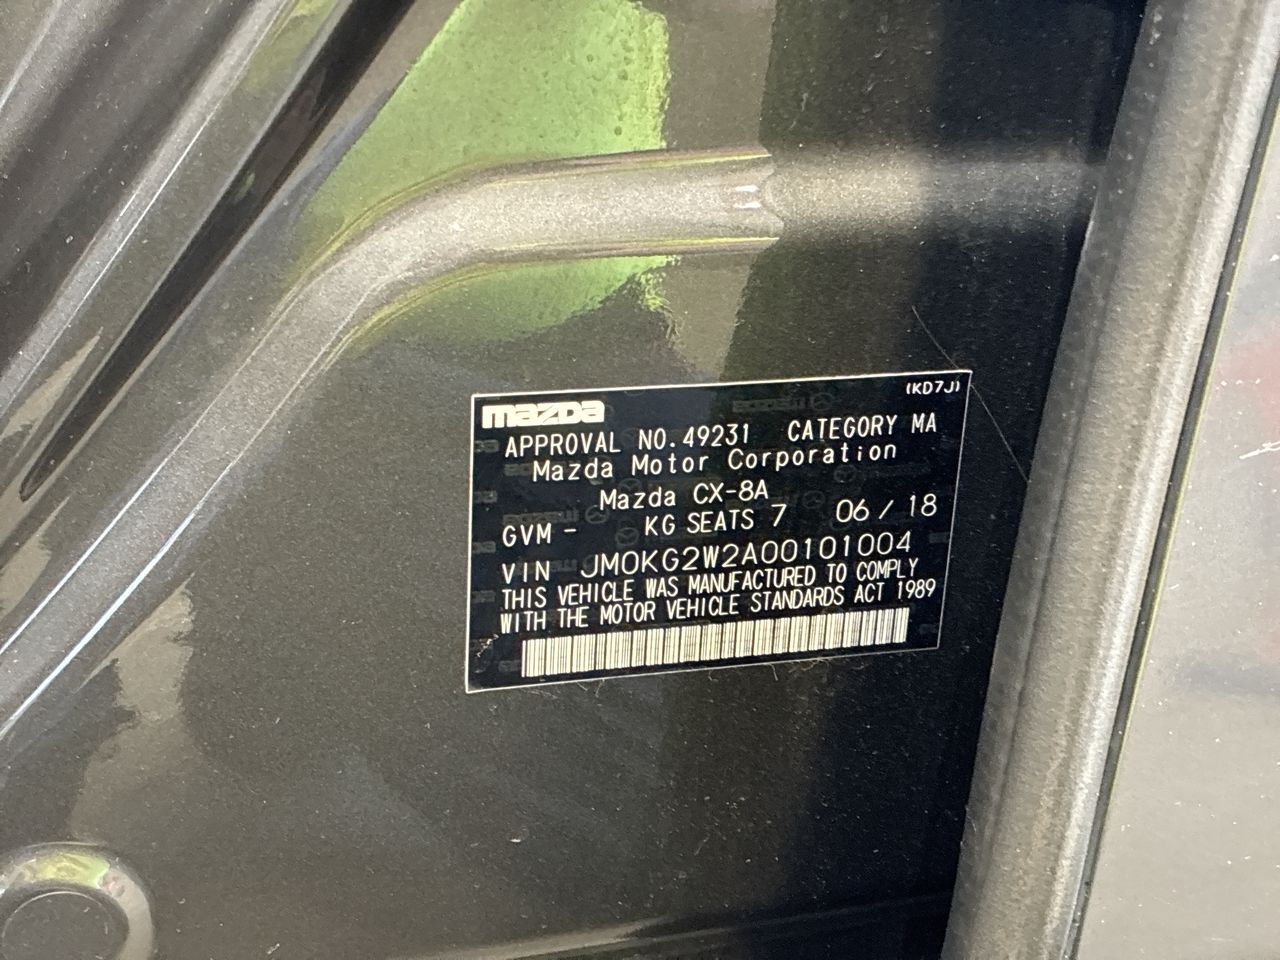 (KD7J)
mazda
APPROVAL NO.49231 CATEGORY MA
Mazda Motor Corporation
Mazda CX-8A
GVM - KG SEATS 7 06 / 18
VIN JM0KG2W2A00101004
THIS VEHICLE WAS MANUFACTURED TO COMPLY
WITH THE MOTOR VEHICLE STANDARDS ACT 1989